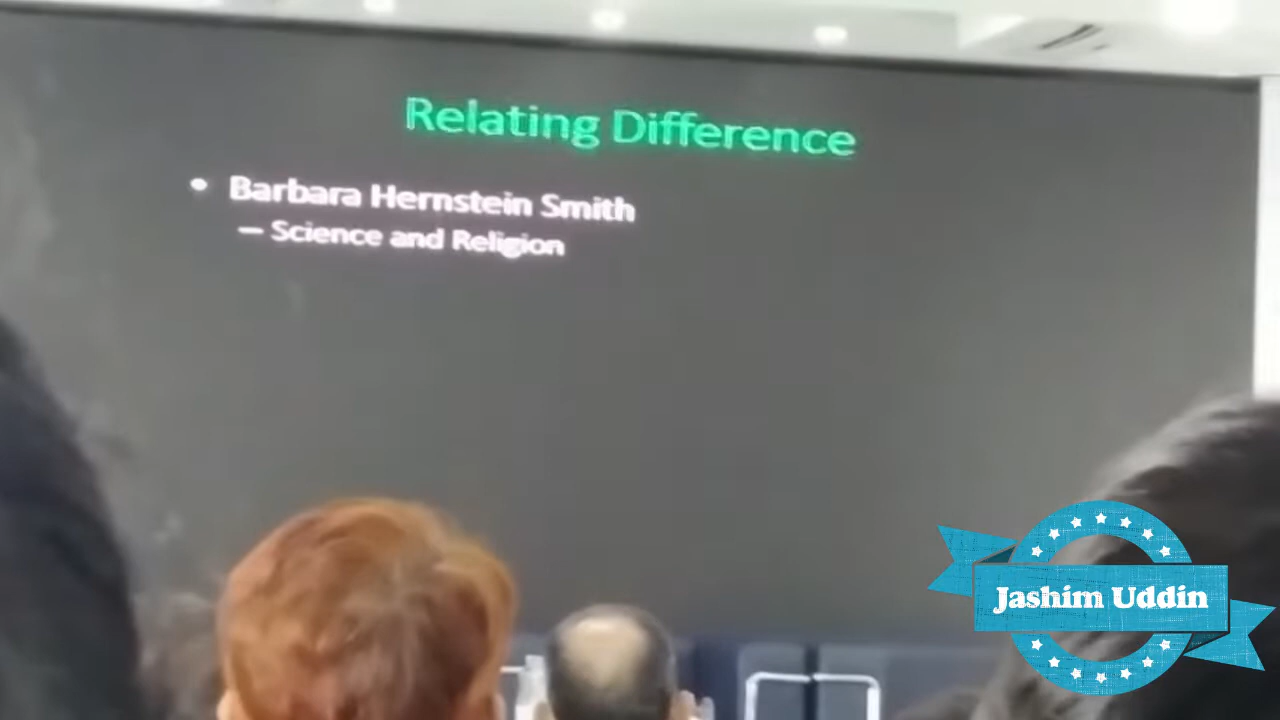 Relating Difference
• Barbara Hernstein Smith
– Science and Religion
Jashim Uddin